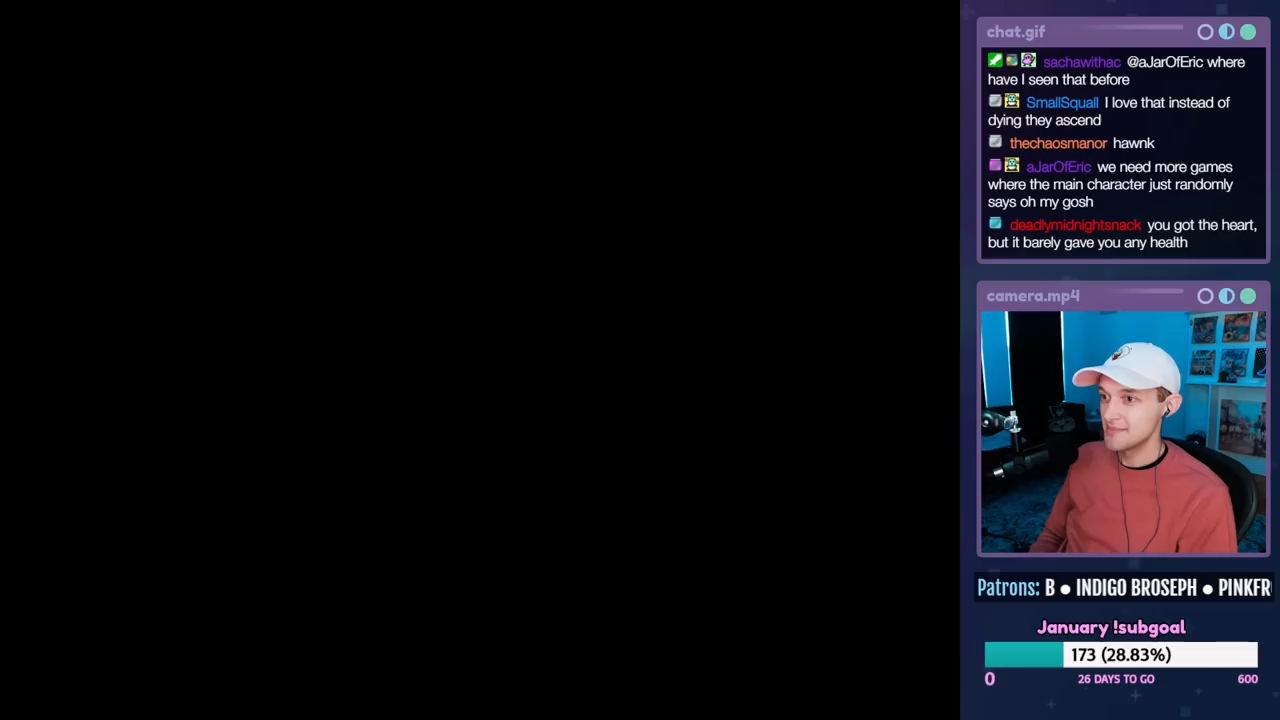 chat.gif
sachawithac @aJarOfEric where
have I seen that before
SmallSquall I love that instead of
dying they ascend
thechaosmanor hawnk
aJarOfEric we need more games
where the main character just randomly
says oh my gosh
deadlymidnightsnack you got the heart,
but it barely gave you any health
camera.mp4
Patrons: B ● INDIGO BROSEPH ● PINKFR
January !subgoal
173 (28.83%)
0 26 DAYS TO GO 600